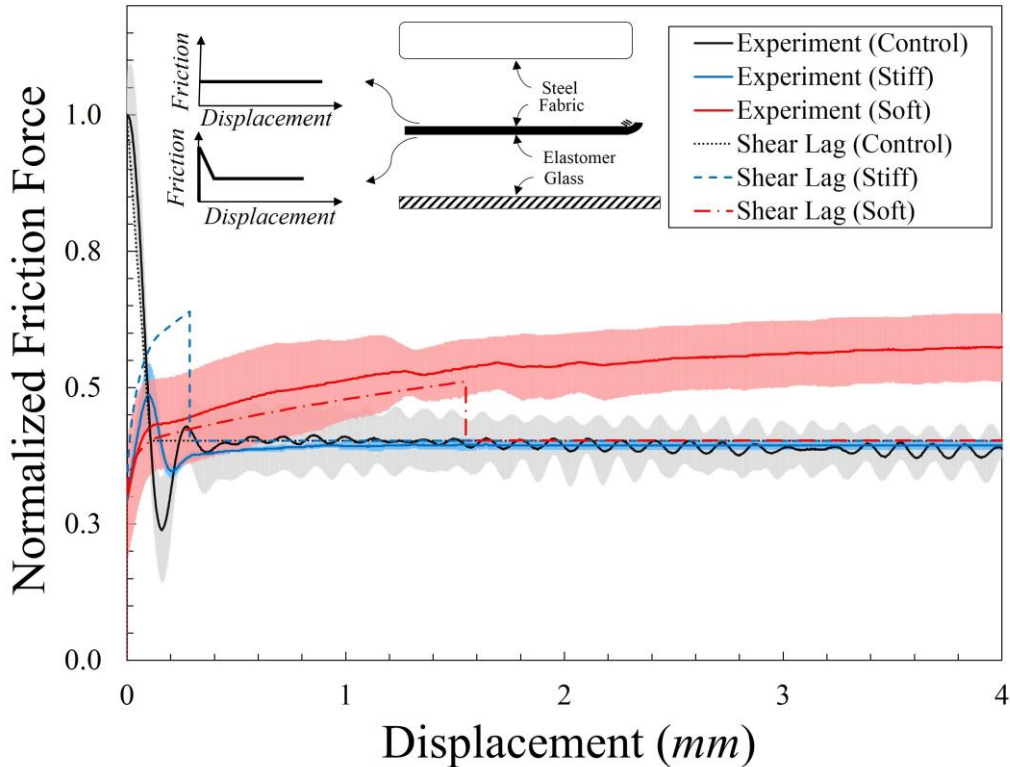 Normalized Friction Force
1.0
0.8
0.5
0.3
0.0
Friction
Displacement
Friction
Displacement
Steel
Fabric
Elastomer
Glass
Experiment (Control)
Experiment (Stiff)
Experiment (Soft)
Shear Lag (Control)
Shear Lag (Stiff)
Shear Lag (Soft)
0
1
2
3
4
Displacement (mm)